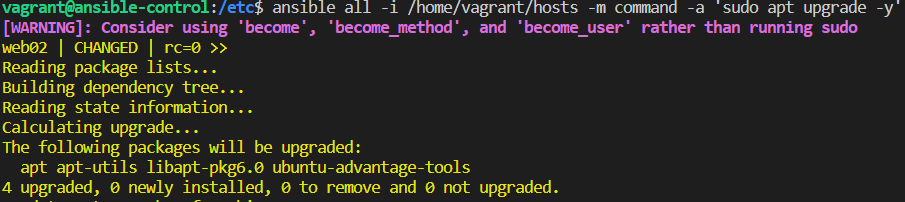 vagrant@ansible-control:/etc$ ansible all -i /home/vagrant/hosts -m command -a 'sudo apt upgrade -y'
[WARNING]: Consider using 'become', 'become_method', and 'become_user' rather than running sudo
web02 | CHANGED | rc=0 >>
Reading package lists...
Building dependency tree...
Reading state information...
Calculating upgrade...
The following packages will be upgraded:
  apt apt-utils libapt-pkg6.0 ubuntu-advantage-tools
4 upgraded, 0 newly installed, 0 to remove and 0 not upgraded.